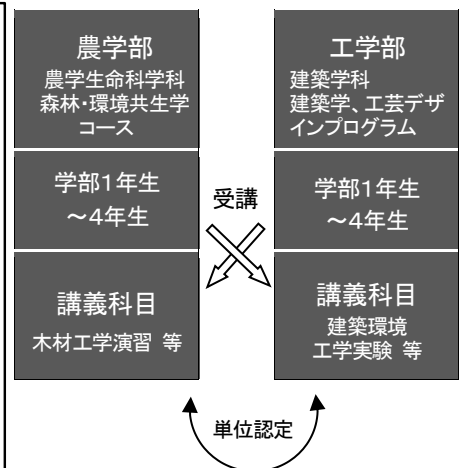 農学部
農学生命科学科
森林・環境共生学
コース
学部1年生
～4年生
講義科目
木材工学演習 等
受講
工学部
建築学科
建築学、工芸デザ
インプログラム
学部1年生
～4年生
講義科目
建築環境
工学実験 等
単位認定